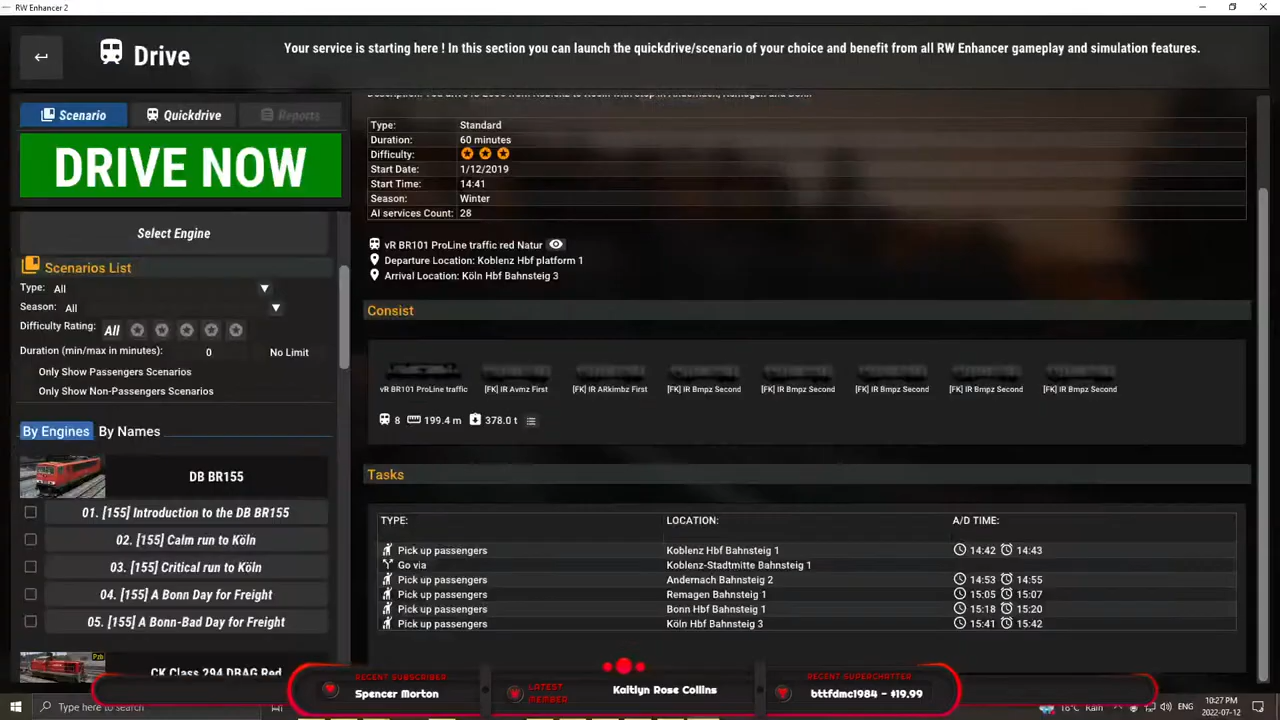 RW Enhancer 2
Drive
Your service is starting here ! In this section you can launch the quickdrive/scenario of your choice and benefit from all RW Enhancer gameplay and simulation features.
Scenario
Quickdrive
Reports
DRIVE NOW
Select Engine
Scenarios List
Type: All
Season: All
Difficulty Rating: All
Duration (min/max in minutes): 0 No Limit
Only Show Passengers Scenarios
Only Show Non-Passengers Scenarios
By Engines By Names
DB BR155
01. [155] Introduction to the DB BR155
02. [155] Calm run to Köln
03. [155] Critical run to Köln
04. [155] A Bonn Day for Freight
05. [155] A Bonn-Bad Day for Freight
Pzb
CK Class 294 DBAG Red
Type: Standard
Duration: 60 minutes
Difficulty:
Start Date: 1/12/2019
Start Time: 14:41
Season: Winter
AI services Count: 28
vR BR101 ProLine traffic red Natur
Departure Location: Koblenz Hbf platform 1
Arrival Location: Köln Hbf Bahnsteig 3
Consist
vR BR101 ProLine traffic
[FK] IR Avmz First
[FK] IR ARkimbz First
[FK] IR Bmpz Second
[FK] IR Bmpz Second
[FK] IR Bmpz Second
[FK] IR Bmpz Second
[FK] IR Bmpz Second
8 199.4 m 378.0 t
Tasks
TYPE: LOCATION: A/D TIME:
Pick up passengers Koblenz Hbf Bahnsteig 1 14:42 14:43
Go via Koblenz-Stadtmitte Bahnsteig 1
Pick up passengers Andernach Bahnsteig 2 14:53 14:55
Pick up passengers Remagen Bahnsteig 1 15:05 15:07
Pick up passengers Bonn Hbf Bahnsteig 1 15:18 15:20
Pick up passengers Köln Hbf Bahnsteig 3 15:41 15:42
RECENT SUBSCRIBER
Spencer Morton
LATEST MEMBER
Kaitlyn Rose Collins
RECENT SUPERCHATTER
bttfdmc1984 - $19.99
Type here to search
16°C Rain
ENG
10:27 PM
2022-07-12